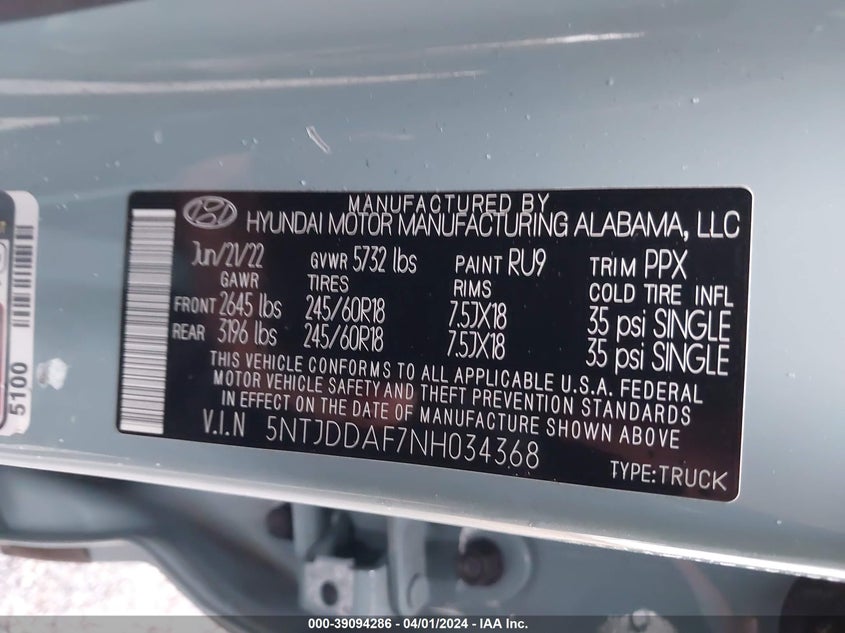 MANUFACTURED BY
HYUNDAI MOTOR MANUFACTURING ALABAMA, LLC
Jun/21/22 GVWR 5732 lbs PAINT RU9 TRIM PPX
GAWR TIRES RIMS COLD TIRE INFL
FRONT 2645 lbs 245/60R18 7.5JX18 35 psi SINGLE
REAR 3196 lbs 245/60R18 7.5JX18 35 psi SINGLE
THIS VEHICLE CONFORMS TO ALL APPLICABLE U.S.A. FEDERAL
MOTOR VEHICLE SAFETY AND THEFT PREVENTION STANDARDS
IN EFFECT ON THE DATE OF MANUFACTURE SHOWN ABOVE.
V.I.N 5NTJDDAF7NH034368
TYPE:TRUCK
5100
000-39094286 - 04/01/2024 - IAA Inc.